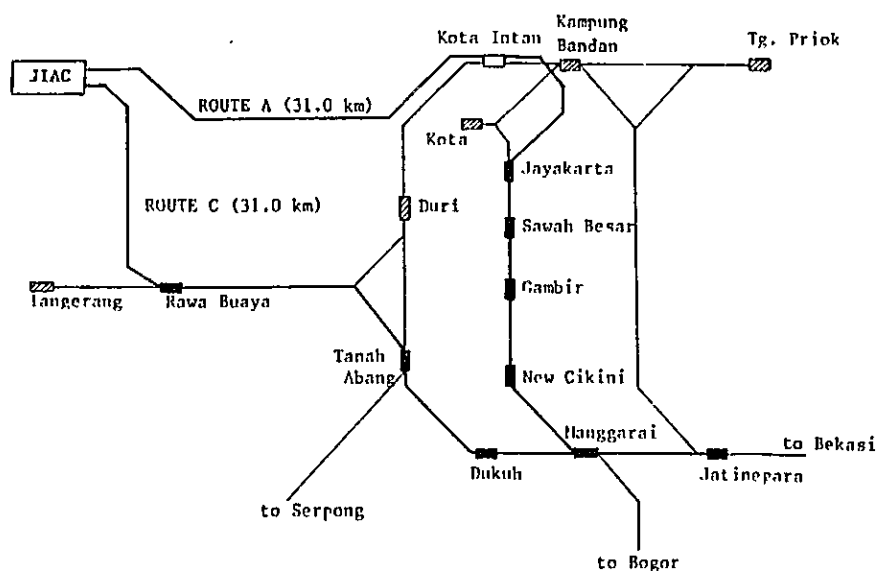 Kota Intan
Kampung
Bandan
Tg. Priok
JIAC
ROUTE A (31.0 km)
Kota
Jayakarta
ROUTE C (31.0 km)
Duri
Sawah Besar
Tangerang
Rawa Buaya
Gambir
Tanah
Abang
New Cikini
Manggarai
to Bekasi
Dukuh
Jatinepara
to Serpong
to Bogor